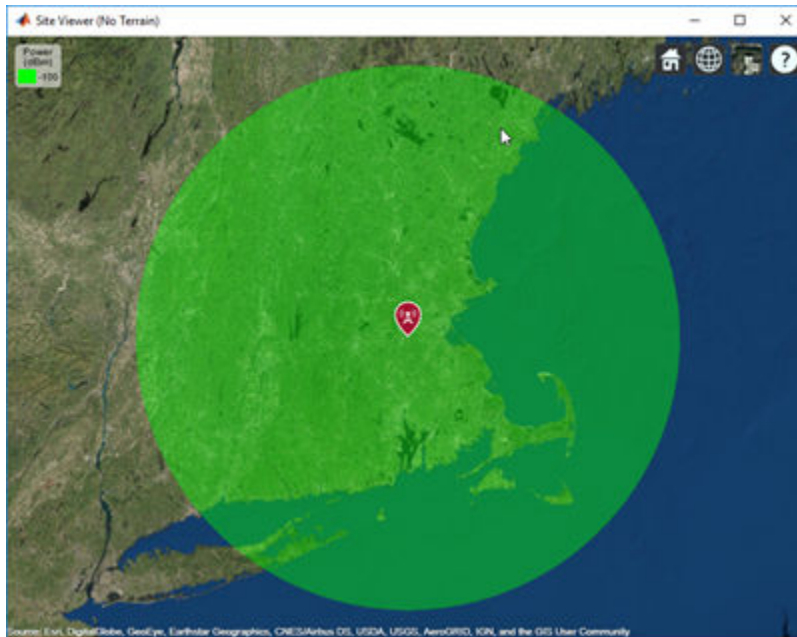 Site Viewer (No Terrain)
Power
(dBm)
-100
?
Source: Esri, DigitalGlobe, GeoEye, Earthstar Geographics, CNES/Airbus DS, USDA, USGS, AeroGRID, IGN, and the GIS User Community